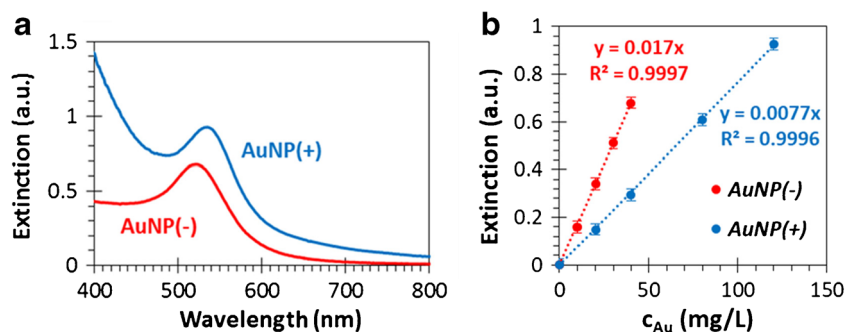 a
1.5
1
0.5
0
Extinction (a.u.)
AuNP(+)
AuNP(-)
400
500
600
700
800
Wavelength (nm)
b
1
0.8
0.6
0.4
0.2
0
Extinction (a.u.)
y = 0.017x
R² = 0.9997
y = 0.0077x
R² = 0.9996
AuNP(-)
AuNP(+)
0
50
100
150
cAu (mg/L)